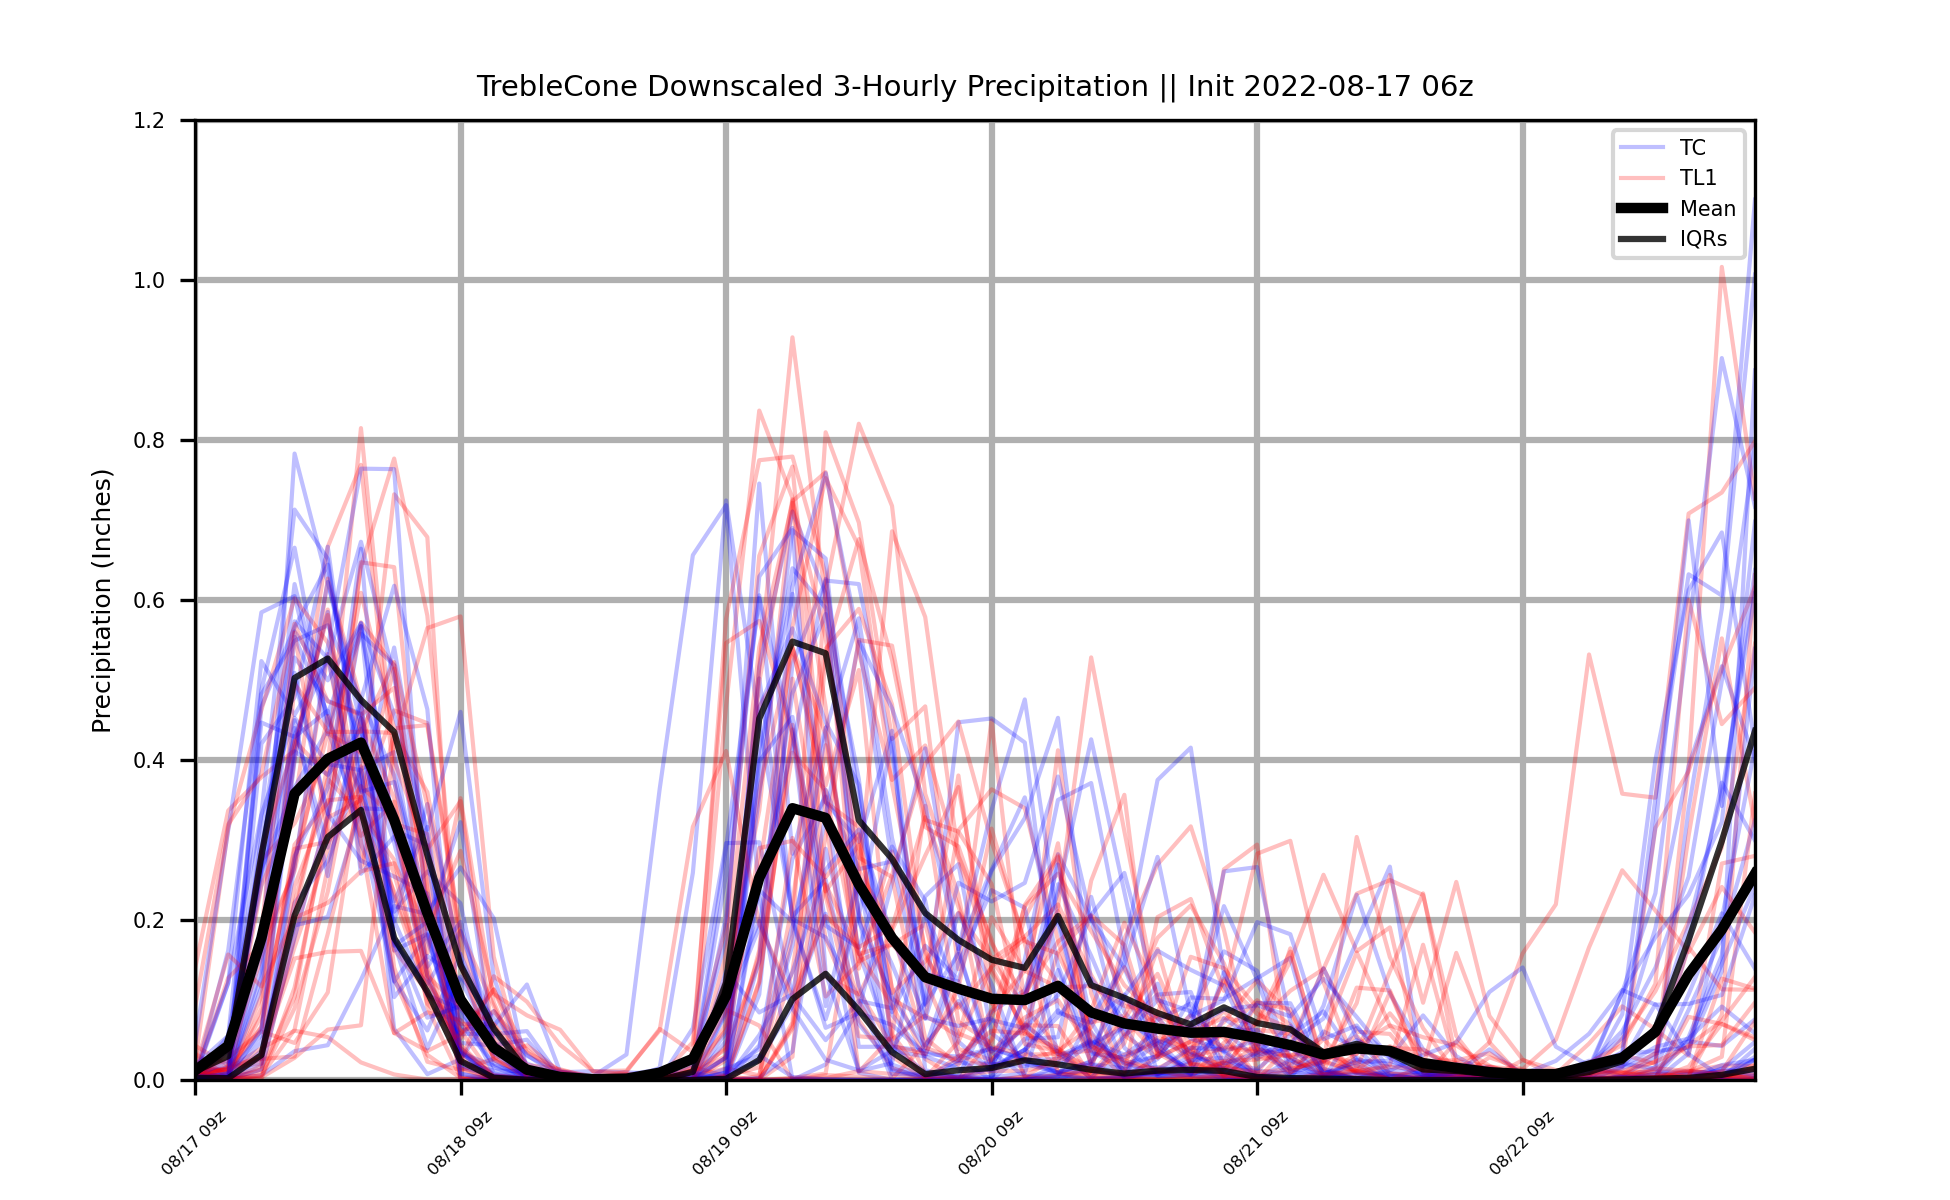 TrebleCone Downscaled 3-Hourly Precipitation || Init 2022-08-17 06z
1.2
1.0
0.8
0.6
0.4
0.2
0.0
Precipitation (Inches)
TC
TL1
Mean
IQRs
08/17 09z
08/18 09z
08/19 09z
08/20 09z
08/21 09z
08/22 09z